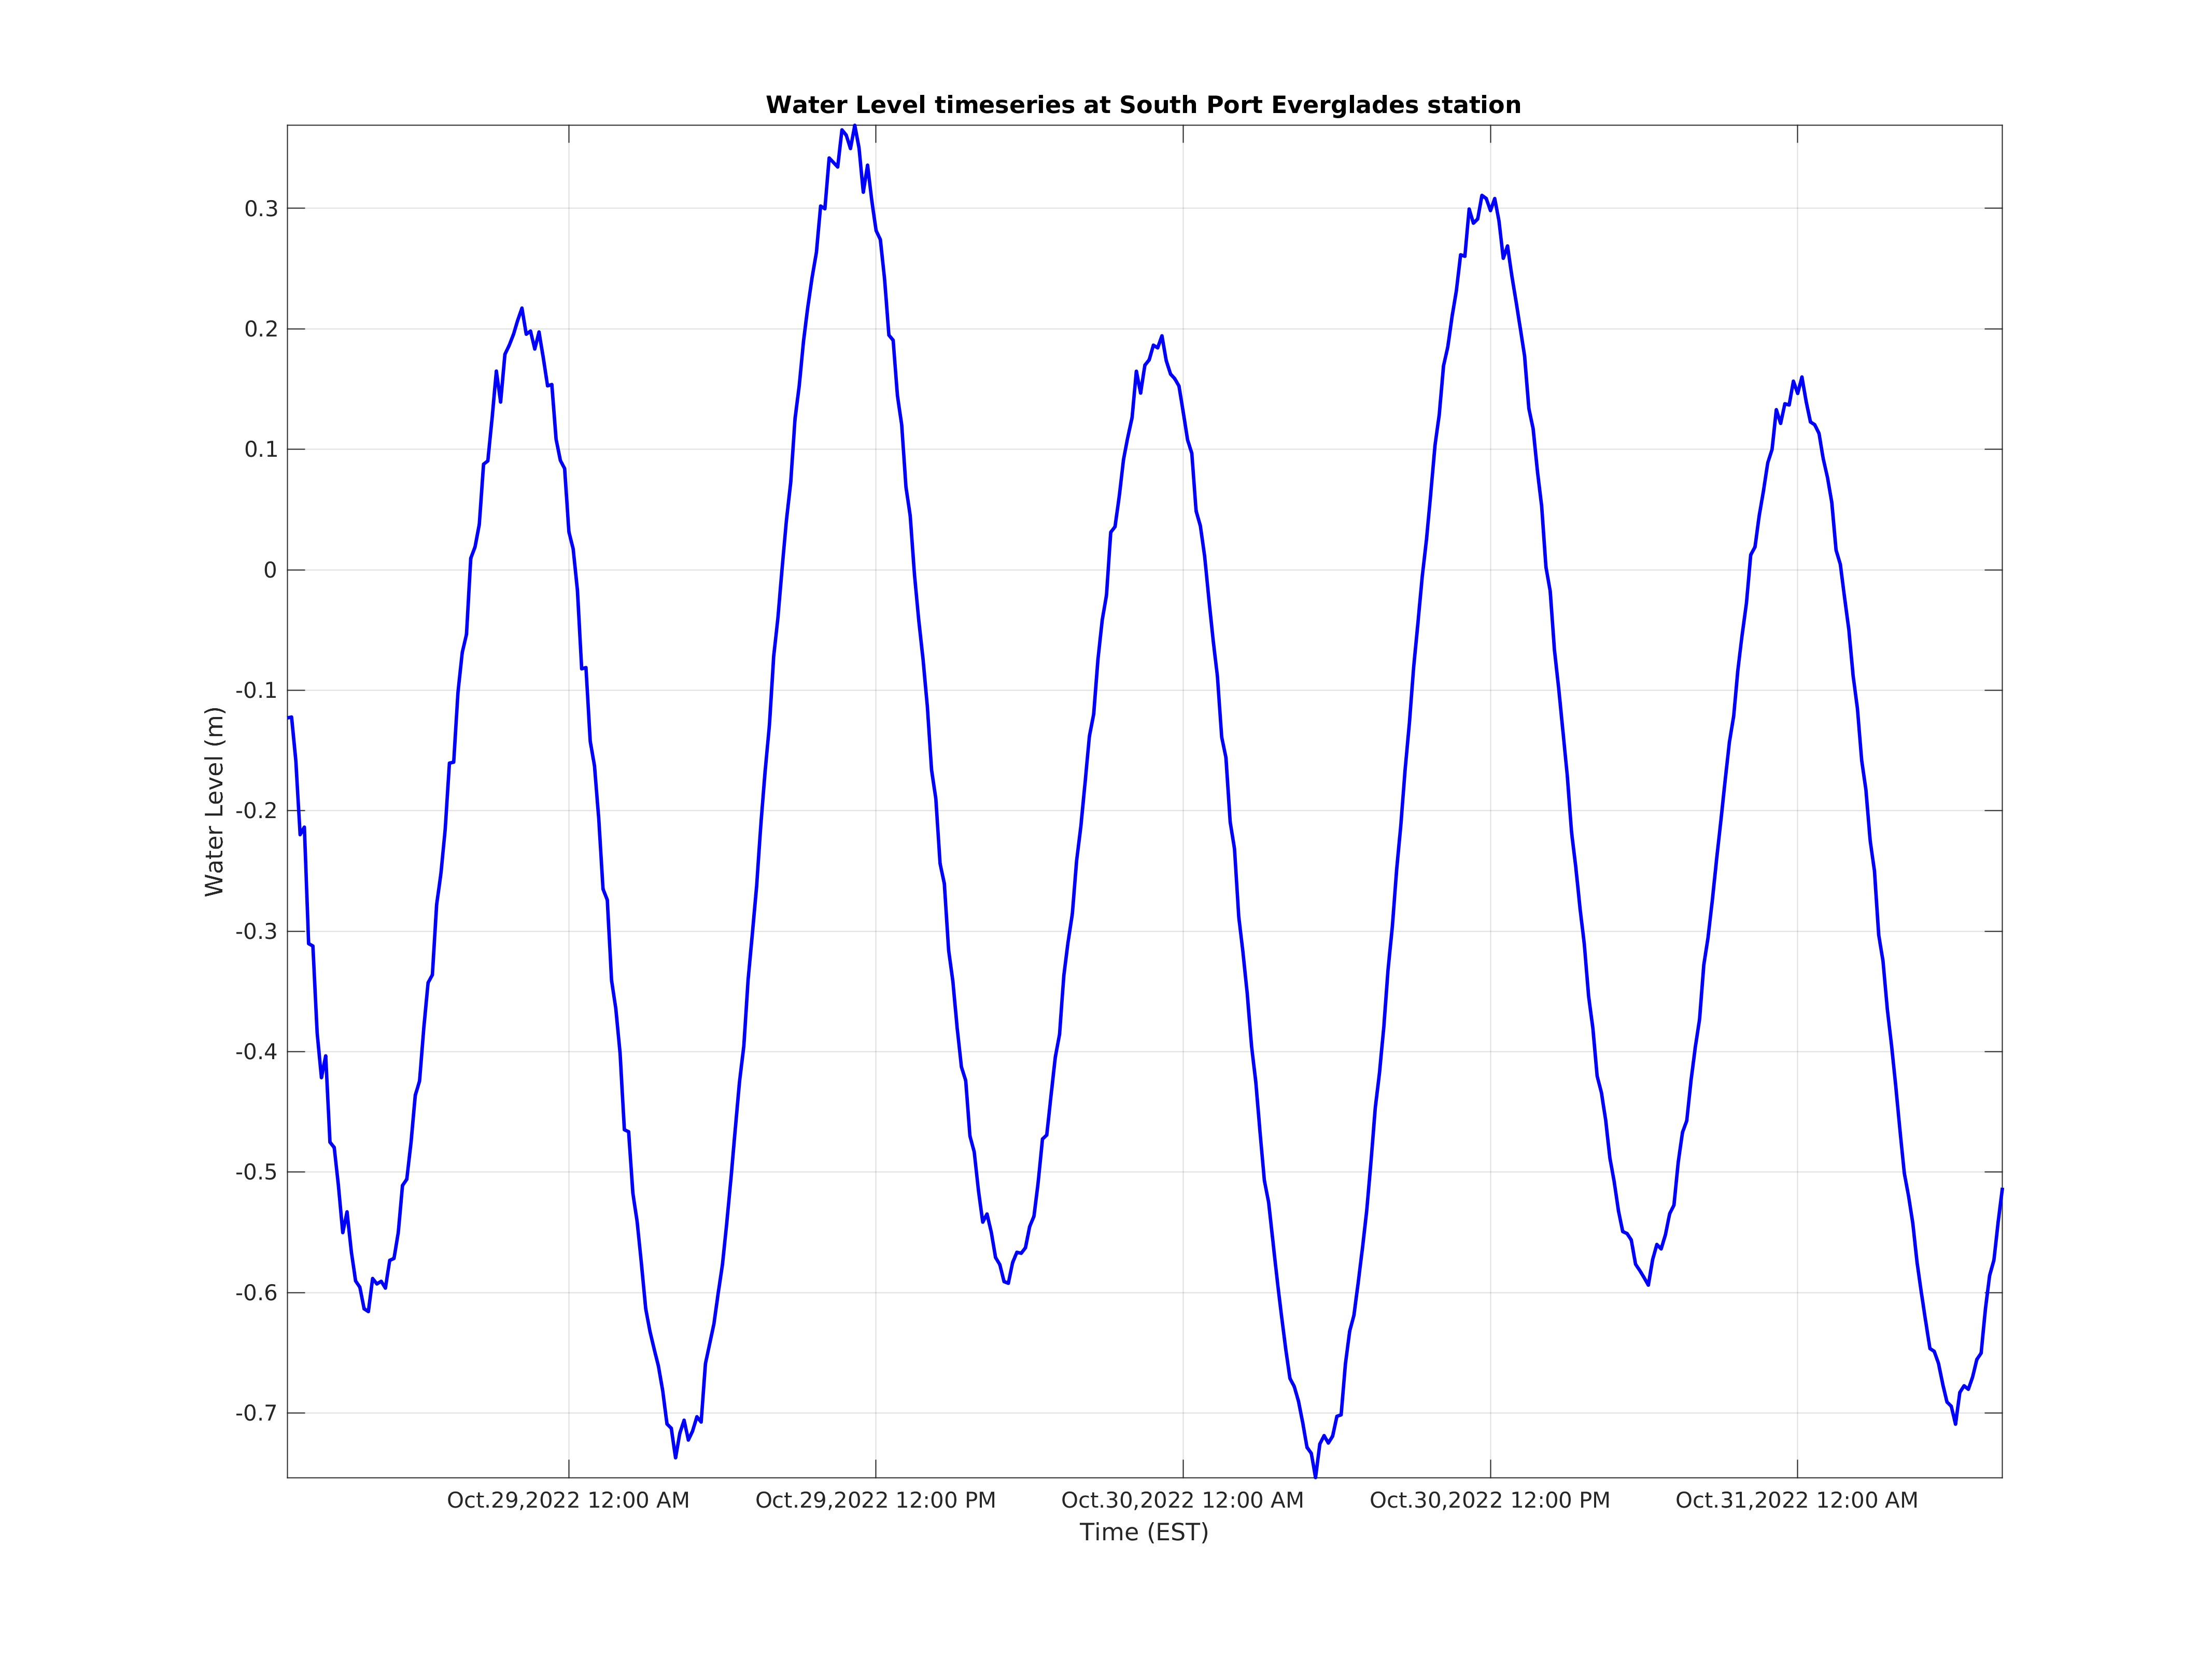 Water Level timeseries at South Port Everglades station
0.3
0.2
0.1
0
-0.1
-0.2
-0.3
-0.4
-0.5
-0.6
-0.7
Water Level (m)
Oct.29,2022 12:00 AM Oct.29,2022 12:00 PM Oct.30,2022 12:00 AM Oct.30,2022 12:00 PM Oct.31,2022 12:00 AM
Time (EST)